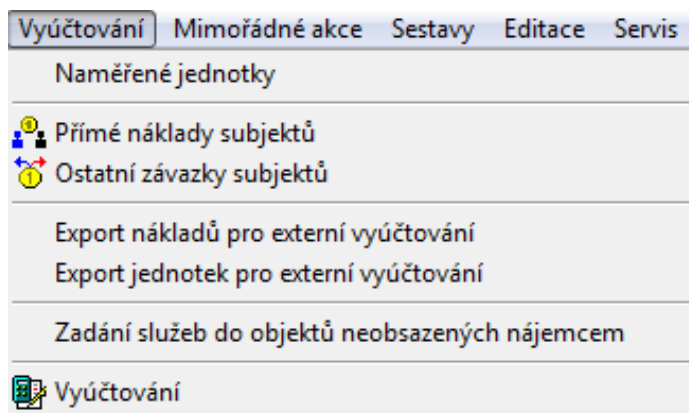 Vyúčtování Mimořádné akce Sestavy Editace Servis
Naměřené jednotky
Přímé náklady subjektů
Ostatní závazky subjektů
Export nákladů pro externí vyúčtování
Export jednotek pro externí vyúčtování
Zadání služeb do objektů neobsazených nájemcem
Vyúčtování